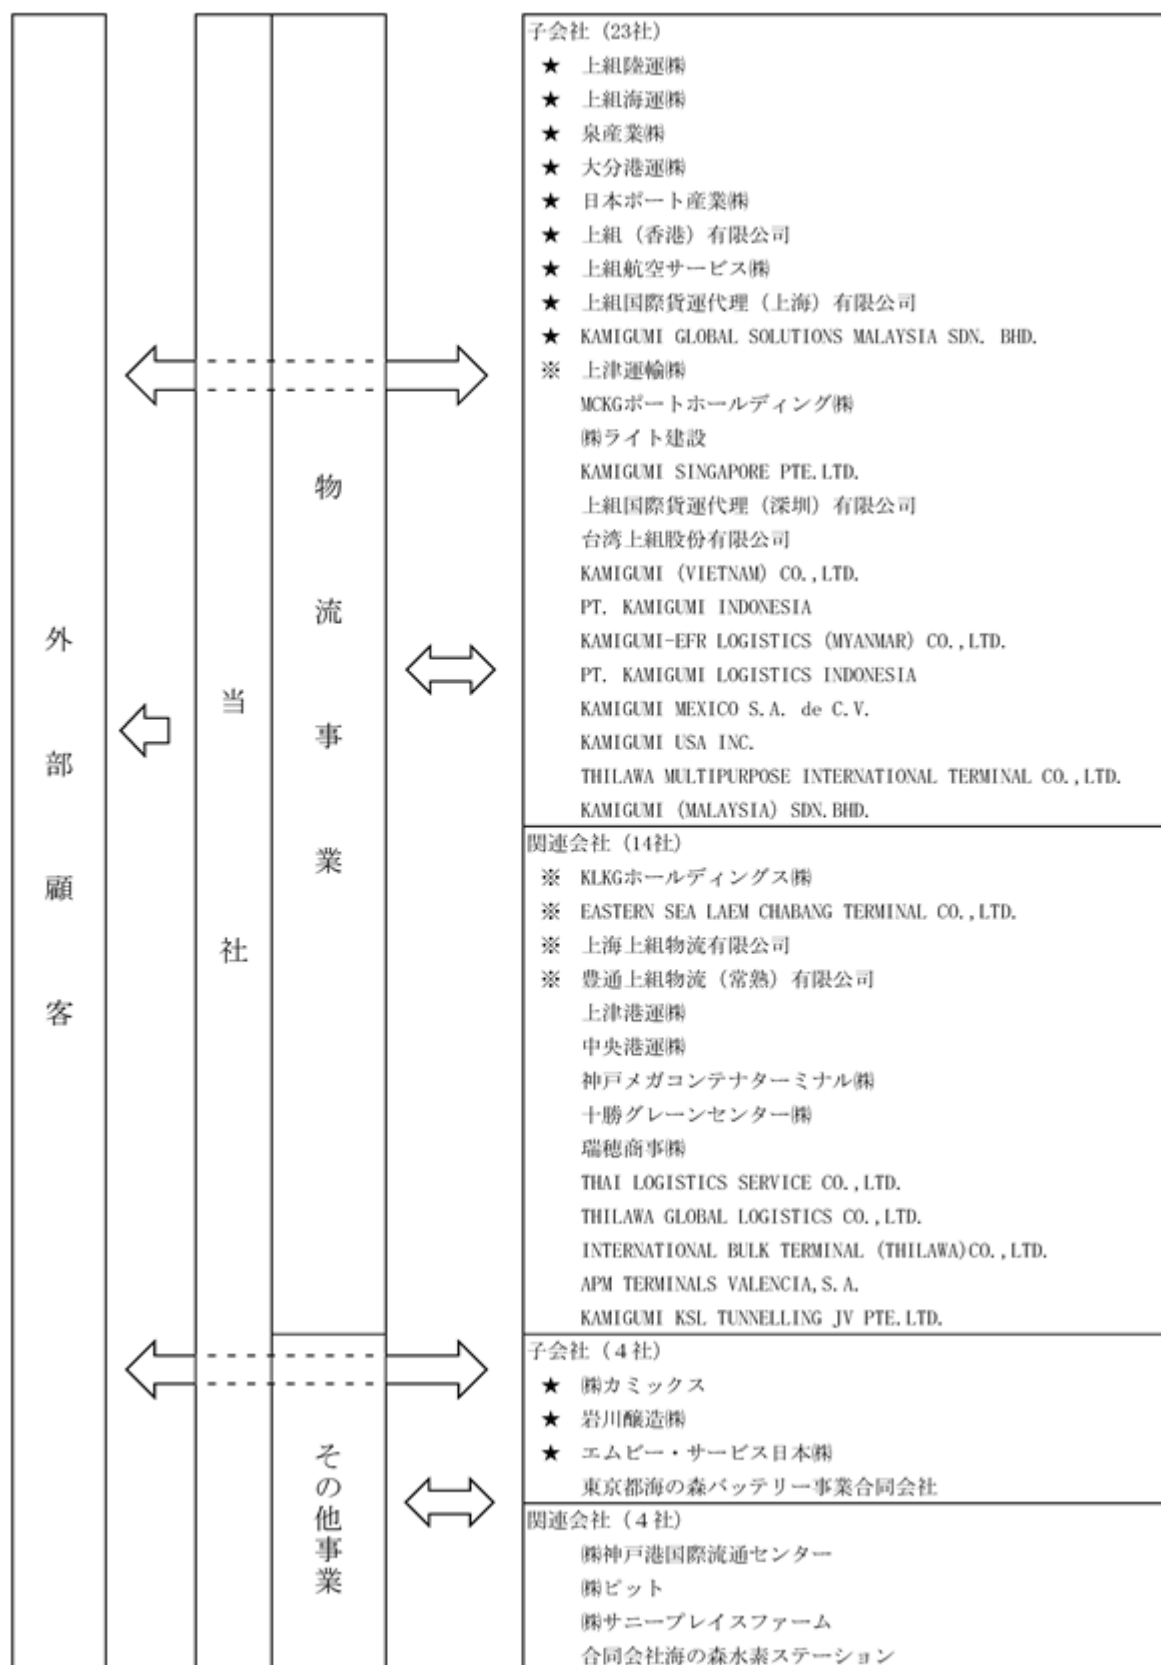 外部顧客
当社
物流事業
子会社（23社）
★ 上組陸運㈱
★ 上組海運㈱
★ 泉産業㈱
★ 大分港運㈱
★ 日本ポート産業㈱
★ 上組（香港）有限公司
★ 上組航空サービス㈱
★ 上組国際貨運代理（上海）有限公司
★ KAMIGUMI GLOBAL SOLUTIONS MALAYSIA SDN. BHD.
※ 上津運輸㈱
MCKGポートホールディング㈱
㈱ライト建設
KAMIGUMI SINGAPORE PTE.LTD.
上組国際貨運代理（深圳）有限公司
台湾上組股份有限公司
KAMIGUMI (VIETNAM) CO.,LTD.
PT. KAMIGUMI INDONESIA
KAMIGUMI-EFR LOGISTICS (MYANMAR) CO.,LTD.
PT. KAMIGUMI LOGISTICS INDONESIA
KAMIGUMI MEXICO S.A. de C.V.
KAMIGUMI USA INC.
THILAWA MULTIPURPOSE INTERNATIONAL TERMINAL CO.,LTD.
KAMIGUMI (MALAYSIA) SDN.BHD.
関連会社（14社）
※ KLKGホールディングス㈱
※ EASTERN SEA LAEM CHABANG TERMINAL CO.,LTD.
※ 上海上組物流有限公司
※ 豊通上組物流（常熟）有限公司
上津港運㈱
中央港運㈱
神戸メガコンテナターミナル㈱
十勝グレーンセンター㈱
瑞穂商事㈱
THAI LOGISTICS SERVICE CO.,LTD.
THILAWA GLOBAL LOGISTICS CO.,LTD.
INTERNATIONAL BULK TERMINAL (THILAWA)CO.,LTD.
APM TERMINALS VALENCIA,S.A.
KAMIGUMI KSL TUNNELLING JV PTE.LTD.
その他事業
子会社（４社）
★ ㈱カミックス
★ 岩川醸造㈱
★ エムビー・サービス日本㈱
東京都海の森バッテリー事業合同会社
関連会社（４社）
㈱神戸港国際流通センター
㈱ピット
㈱サニープレイスファーム
合同会社海の森水素ステーション